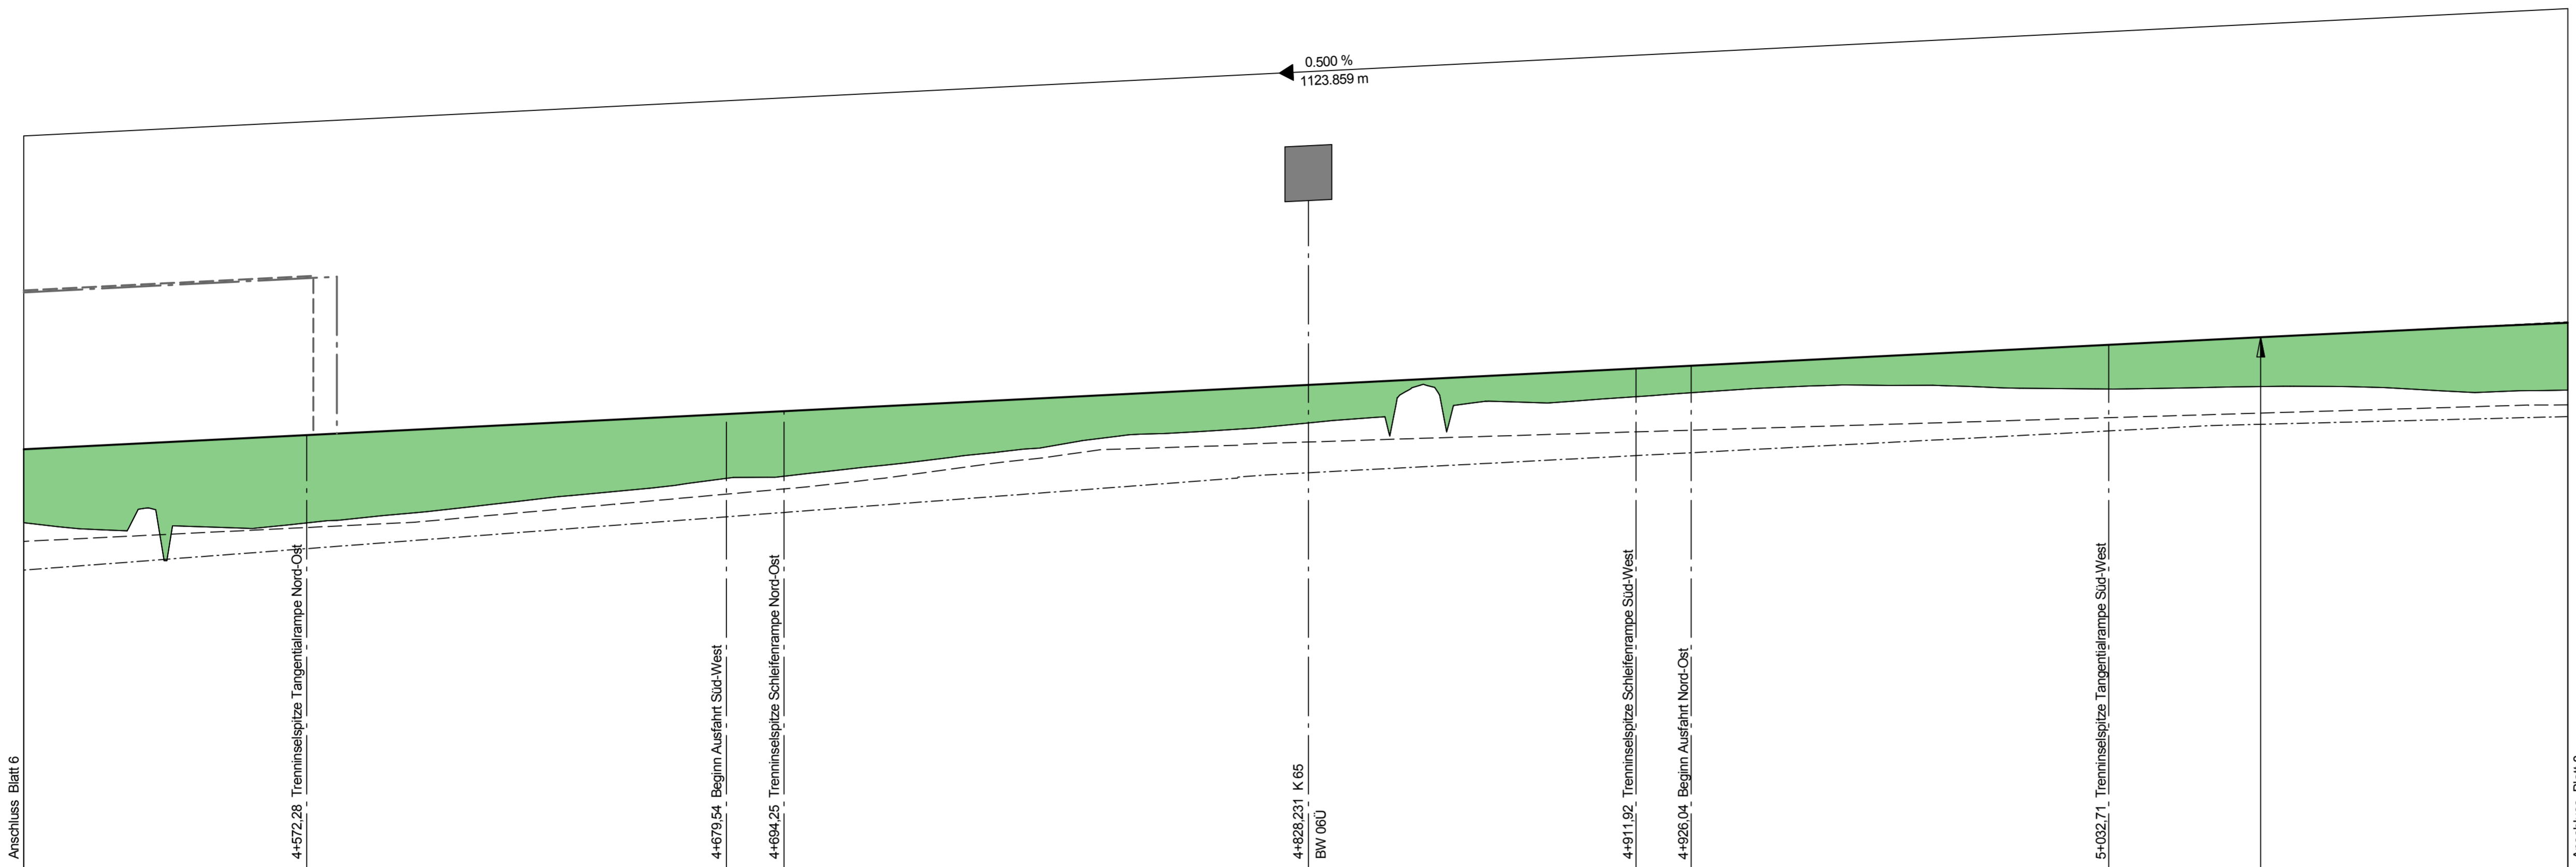 0.500 %
1123.859 m
Anschluss Blatt 6
4+572,28 Trenninselspitze Tangentialrampe Nord-Ost
4+679,54 Beginn Ausfahrt Süd-West
4+694,25 Trenninselspitze Schleifenrampe Nord-Ost
4+828,231 K 65
BW 06Ü
4+911,92 Trenninselspitze Schleifenrampe Süd-West
4+926,04 Beginn Ausfahrt Nord-Ost
5+032,71 Trenninselspitze Tangentialrampe Süd-West